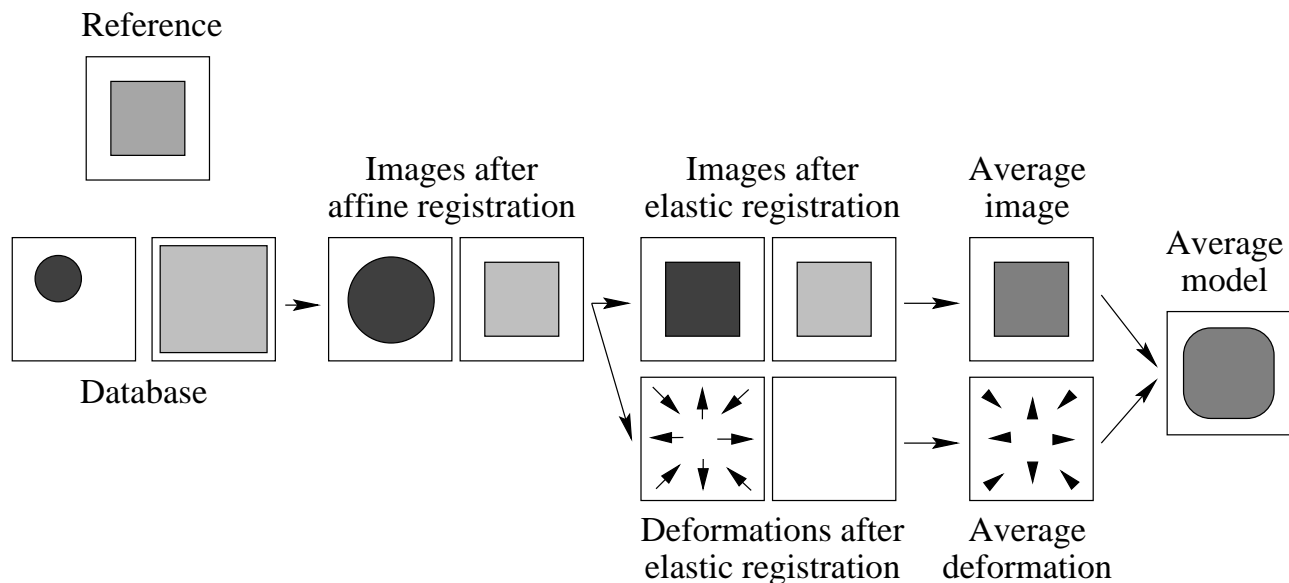 Reference
Images after
affine registration
Images after
elastic registration
Average
image
Average
model
Database
Deformations after
elastic registration
Average
deformation